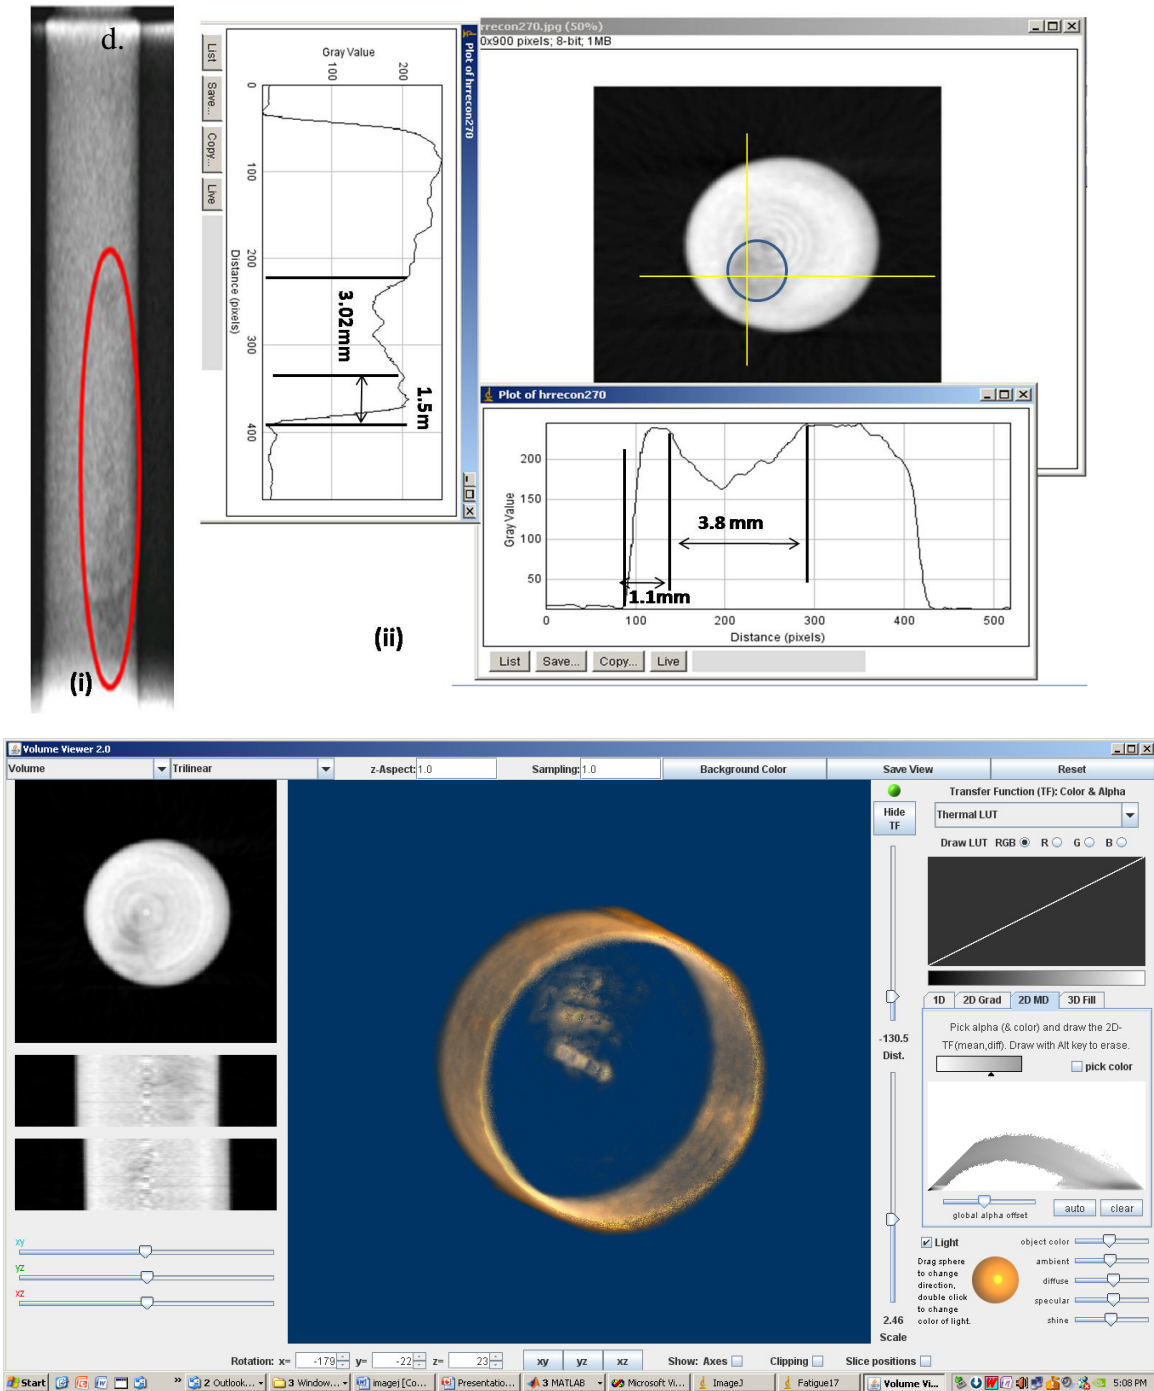 d.
(i)
List
Save...
Copy...
Live
Plot of hrrecon270
Gray Value
100
200
0
100
200
300
400
Distance (pixels)
3.02mm
1.5m
(ii)
rrecon270.jpg (50%)
0x900 pixels; 8-bit; 1MB
Plot of hrrecon270
200
150
100
50
Gray Value
3.8 mm
1.1mm
0
100
200
300
400
500
Distance (pixels)
List
Save...
Copy...
Live
Volume Viewer 2.0
Volume
Trilinear
z-Aspect: 1.0
Sampling: 1.0
Background Color
Save View
Reset
Hide
TF
Transfer Function (TF): Color & Alpha
Thermal LUT
Draw LUT RGB R G B
1D
2D Grad
2D MD
3D Fill
Pick alpha (& color) and draw the 2D-
TF(mean,diff). Draw with Alt key to erase.
pick color
-130.5
Dist.
global alpha offset
auto
clear
Light
Drag sphere
to change
direction,
double click
to change
color of light.
object color
ambient
diffuse
specular
shine
2.46
Scale
xy
yz
xz
Rotation: x= -179 y= -22 z= 23
xy
yz
xz
Show: Axes
Clipping
Slice positions
Start
»
2 Outlook...
3 Window...
imagej [Co...
Presentatio...
4 MATLAB
Microsoft Vi...
ImageJ
Fatigue17
Volume Vi...
5:08 PM